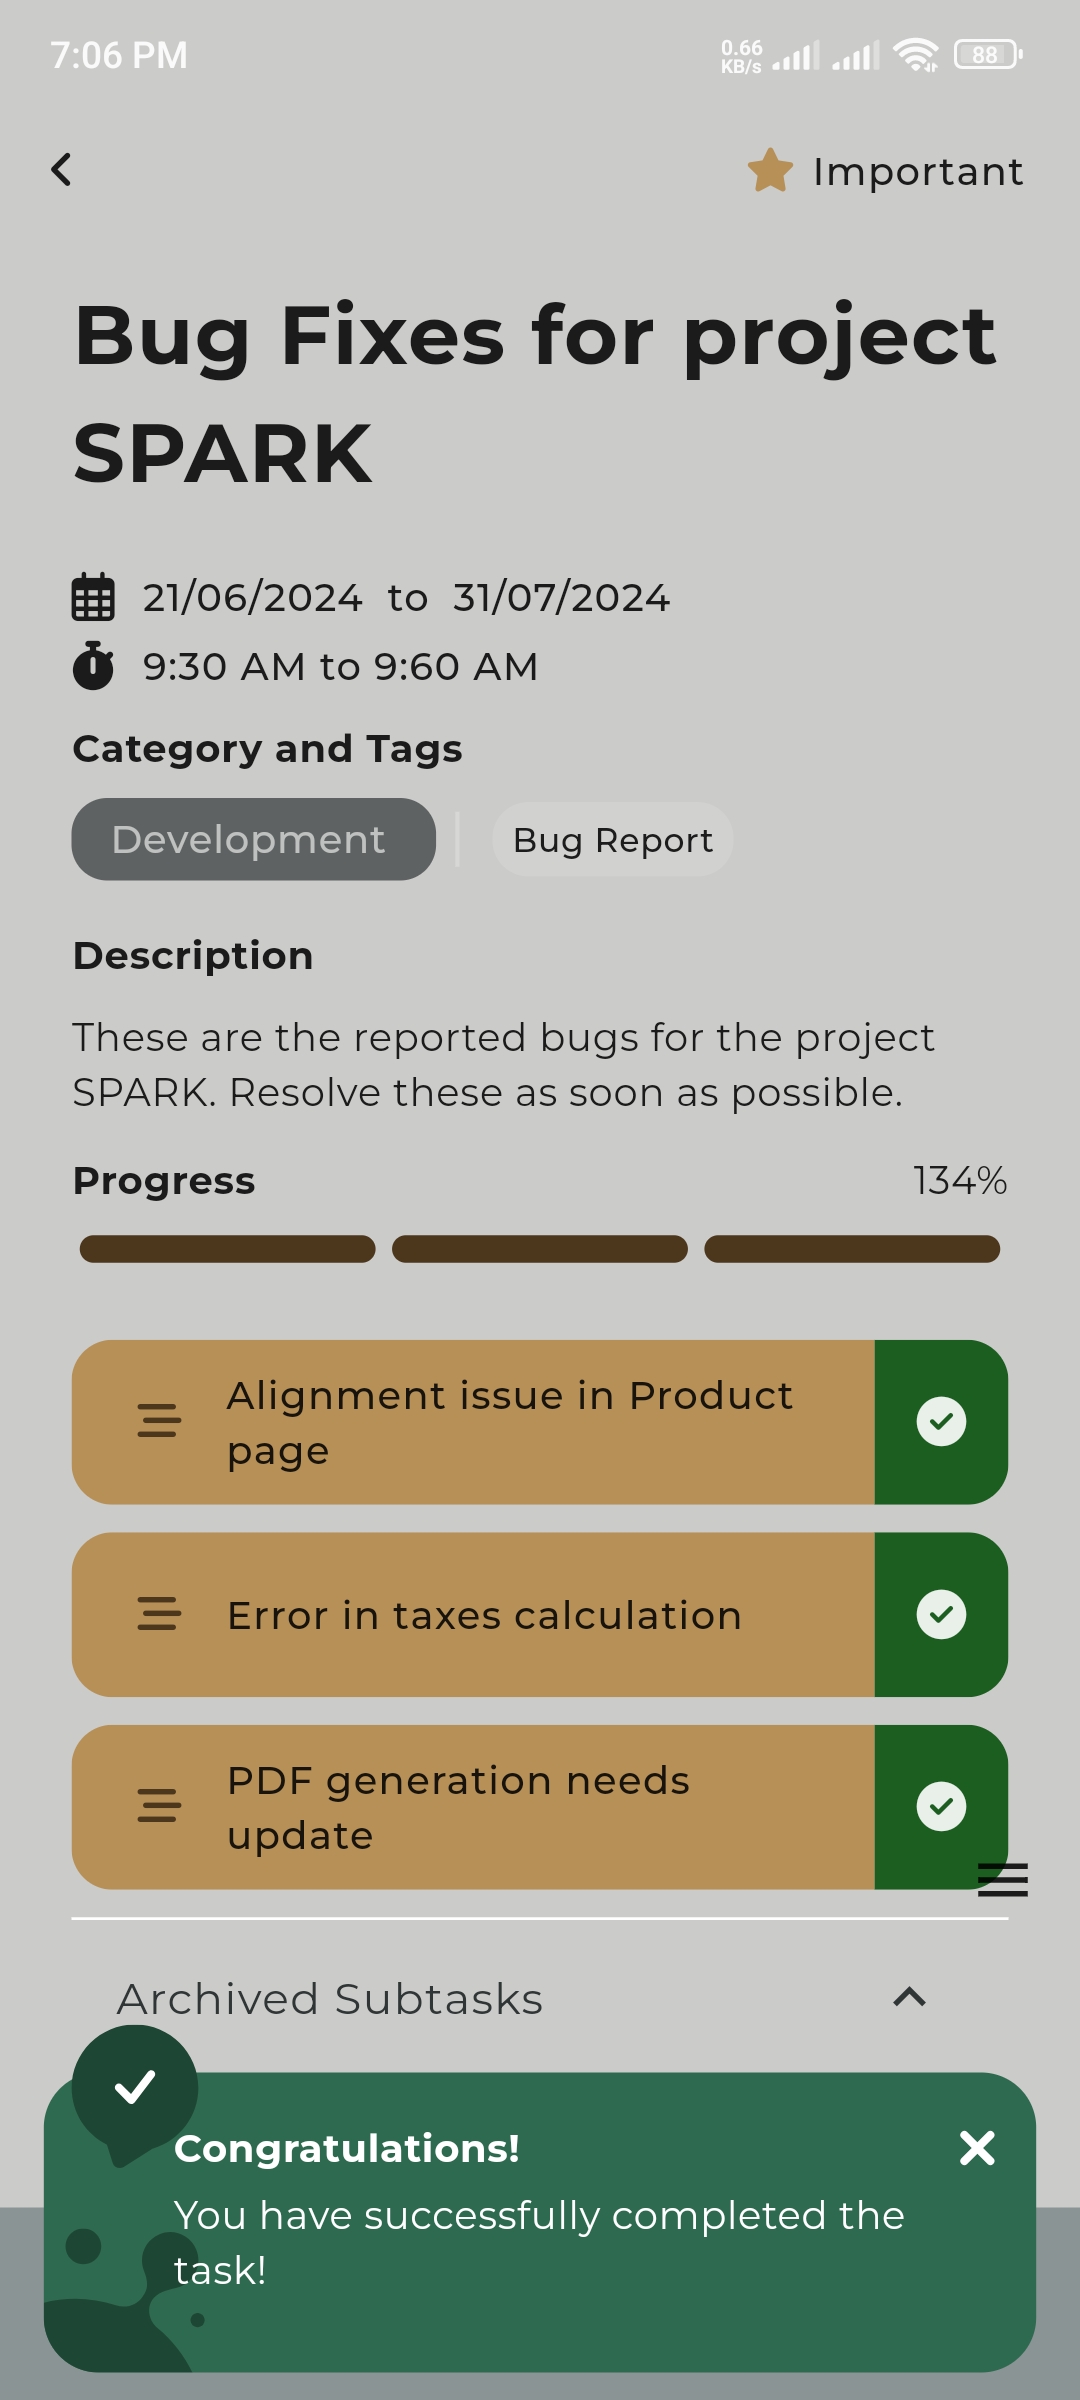 7:06 PM
0.66
KB/s
88
Important
Bug Fixes for project
SPARK
21/06/2024 to 31/07/2024
9:30 AM to 9:60 AM
Category and Tags
Development
Bug Report
Description
These are the reported bugs for the project
SPARK. Resolve these as soon as possible.
Progress
134%
Alignment issue in Product
page
Error in taxes calculation
PDF generation needs
update
Archived Subtasks
Congratulations!
You have successfully completed the
task!